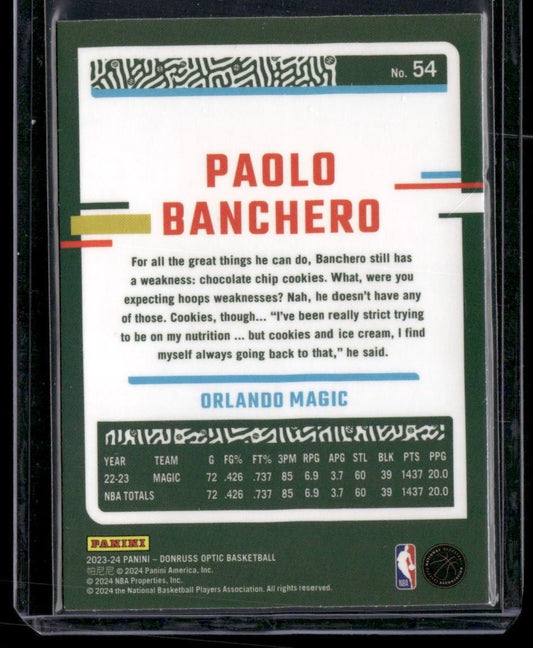 No. 54
PAOLO
BANCHERO
For all the great things he can do, Banchero still has
a weakness: chocolate chip cookies. What, were you
expecting hoops weaknesses? Nah, he doesn't have any
of those. Cookies, though... “I've been really strict trying
to be on my nutrition ... but cookies and ice cream, I find
myself always going back to that,” he said.
ORLANDO MAGIC
YEAR TEAM G FG% FT% 3PM RPG APG STL BLK PTS PPG
22-23 MAGIC 72 .426 .737 85 6.9 3.7 60 39 1437 20.0
NBA TOTALS 72 .426 .737 85 6.9 3.7 60 39 1437 20.0
PANINI
2023-24 PANINI – DONRUSS OPTIC BASKETBALL
帕尼尼 © 2024 Panini America, Inc.
© 2024 NBA Properties, Inc.
© 2024 the National Basketball Players Association. All rights reserved.
NBA